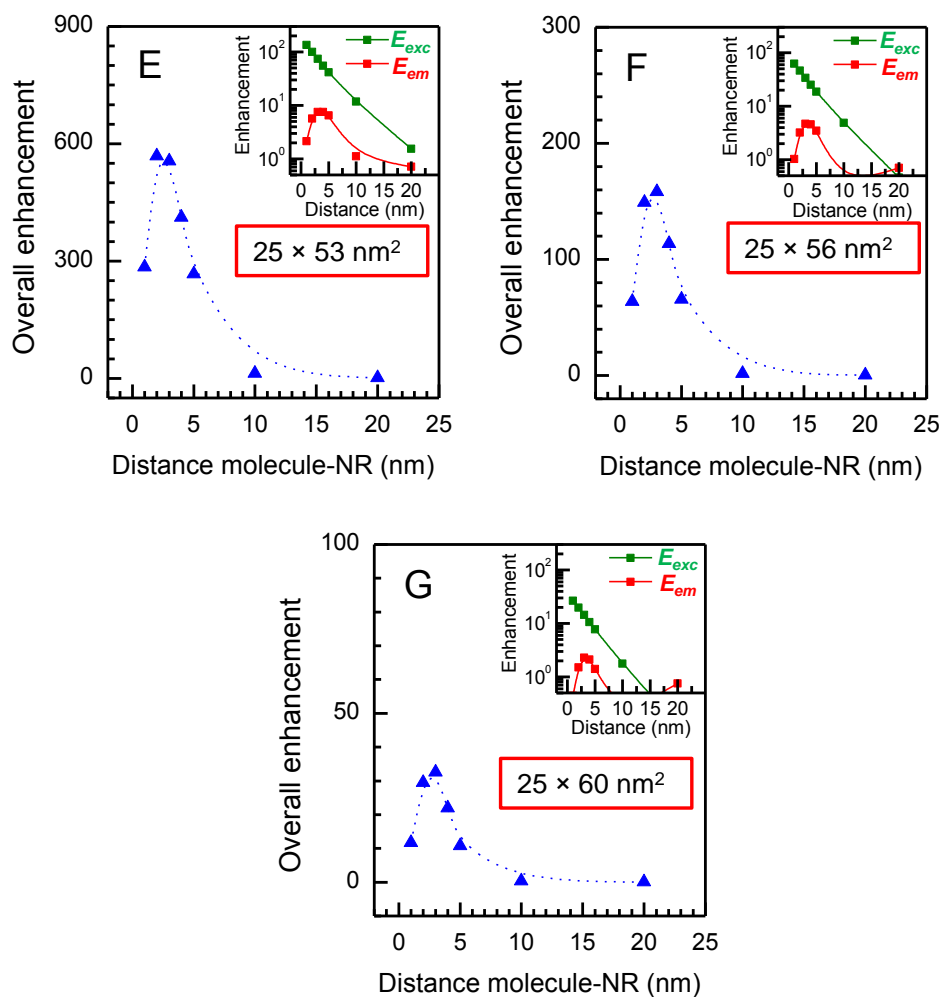 E
Overall enhancement
900
600
300
0
0 5 10 15 20 25
Distance molecule-NR (nm)
25 × 53 nm²
Enhancement
10²
10¹
10⁰
0 5 10 15 20
Distance (nm)
E_exc
E_em
F
Overall enhancement
300
200
100
0
0 5 10 15 20 25
Distance molecule-NR (nm)
25 × 56 nm²
Enhancement
10²
10¹
10⁰
0 5 10 15 20
Distance (nm)
E_exc
E_em
G
Overall enhancement
100
50
0
0 5 10 15 20 25
Distance molecule-NR (nm)
25 × 60 nm²
Enhancement
10²
10¹
10⁰
0 5 10 15 20
Distance (nm)
E_exc
E_em